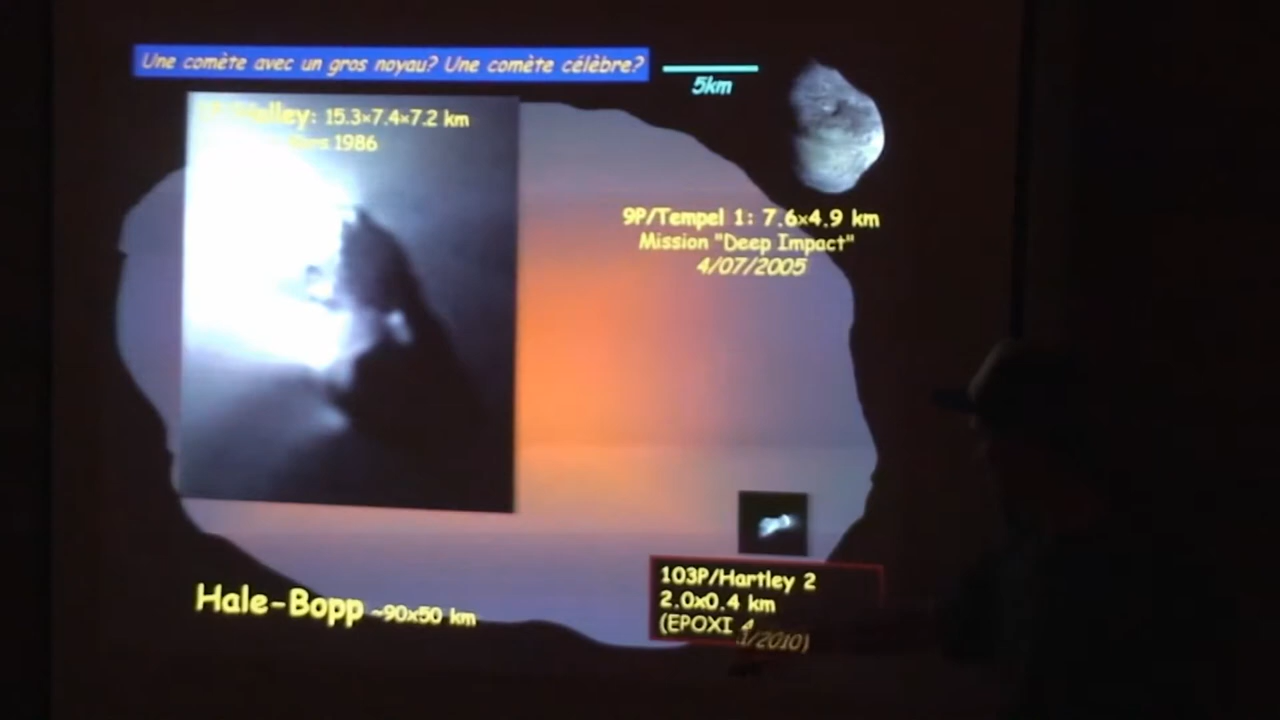 Une comète avec un gros noyau? Une comète célèbre?
5km
15.3×7.4×7.2 km
1986
9P/Tempel 1: 7.6×4.9 km
Mission "Deep Impact"
4/07/2005
103P/Hartley 2
2.0x0.4 km
(EPOXI
1/2010)
Hale-Bopp ~90x50 km